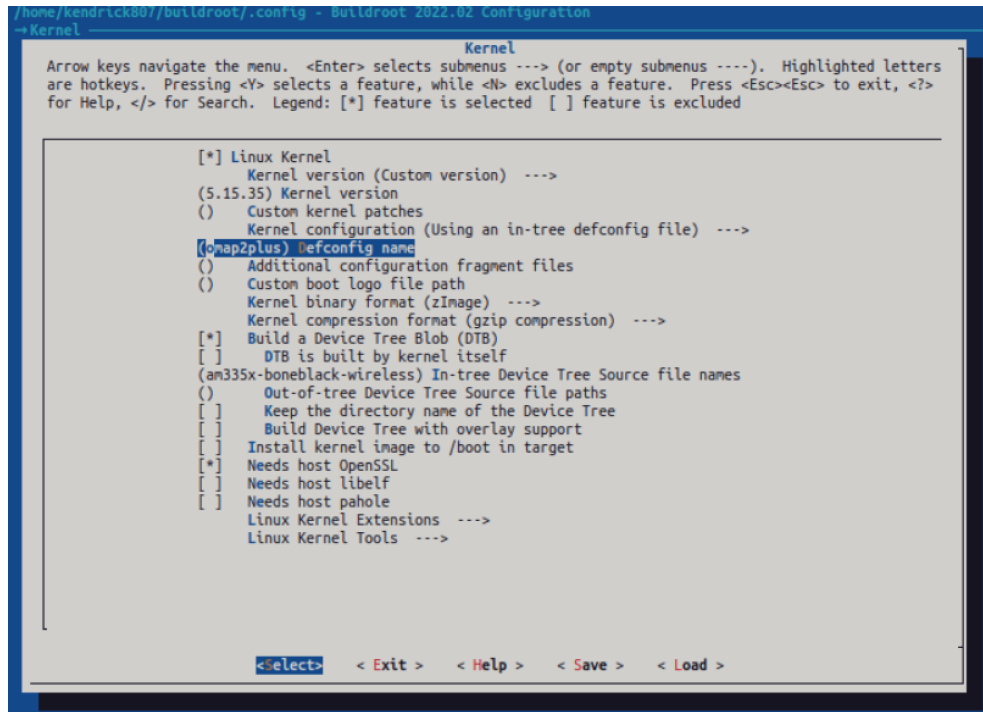 /home/kendrick807/buildroot/.config - Buildroot 2022.02 Configuration
→ Kernel
Kernel
Arrow keys navigate the menu. <Enter> selects submenus ---> (or empty submenus ----). Highlighted letters
are hotkeys. Pressing <Y> selects a feature, while <N> excludes a feature. Press <Esc><Esc> to exit, <?>
for Help, </> for Search. Legend: [*] feature is selected [ ] feature is excluded
[*] Linux Kernel
Kernel version (Custom version) --->
(5.15.35) Kernel version
() Custom kernel patches
Kernel configuration (Using an in-tree defconfig file) --->
(omap2plus) Defconfig name
() Additional configuration fragment files
() Custom boot logo file path
Kernel binary format (zImage) --->
Kernel compression format (gzip compression) --->
[*] Build a Device Tree Blob (DTB)
[ ] DTB is built by kernel itself
(am335x-boneblack-wireless) In-tree Device Tree Source file names
() Out-of-tree Device Tree Source file paths
[ ] Keep the directory name of the Device Tree
[ ] Build Device Tree with overlay support
[ ] Install kernel image to /boot in target
[*] Needs host OpenSSL
[ ] Needs host libelf
[ ] Needs host pahole
Linux Kernel Extensions --->
Linux Kernel Tools --->
<Select> < Exit > < Help > < Save > < Load >